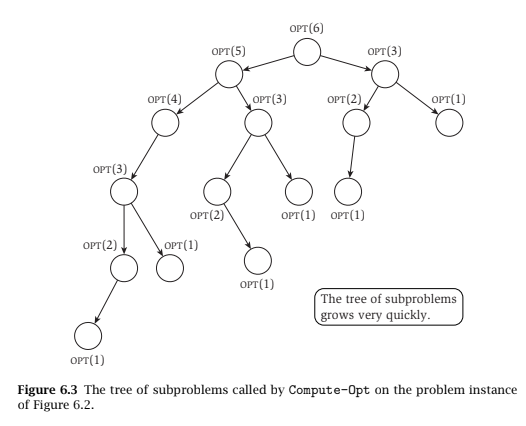 OPT(6)
OPT(5)
OPT(3)
OPT(4)
OPT(3)
OPT(2)
OPT(1)
OPT(3)
OPT(2)
OPT(1)
OPT(1)
OPT(2)
OPT(1)
OPT(1)
OPT(1)
The tree of subproblems
grows very quickly.
Figure 6.3 The tree of subproblems called by Compute-Opt on the problem instance
of Figure 6.2.